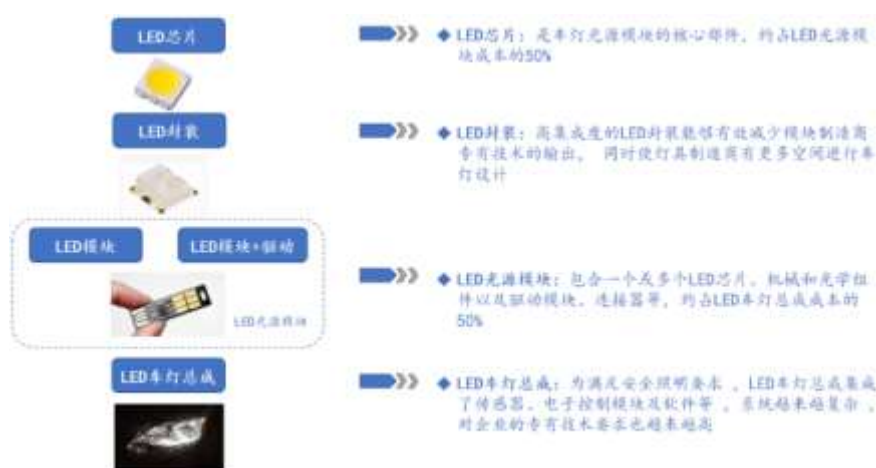 LED芯片
◆ LED芯片：是车灯光源模块的核心部件，约占LED光源模
块成本的50%
LED封装
◆ LED封装：高集成度的LED封装能够有效减少模块制造商
专有技术的输出， 同时使灯具制造商有更多空间进行车
灯设计
LED模块
LED模块+驱动
LED光源模块
◆ LED光源模块：包含一个或多个LED芯片、机械和光学组
件以及驱动模块、连接器等，约占LED车灯总成成本的
50%
LED车灯总成
◆ LED车灯总成：为满足安全照明要求 ，LED车灯总成集成
了传感器、电子控制模块及软件等 ，系统越来越复杂 ，
对企业的专有技术要求也越来越高